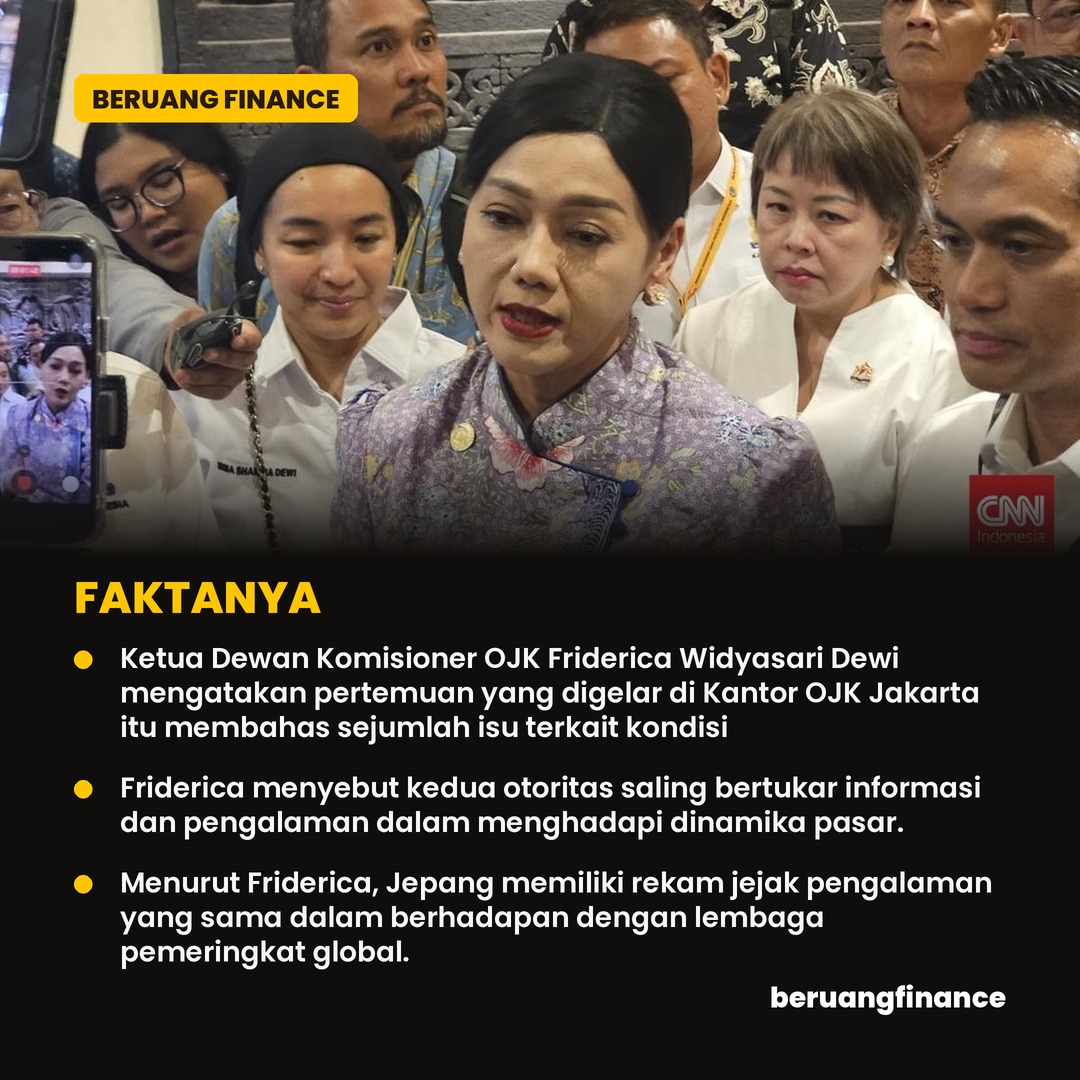 BERUANG FINANCE
DEWI
CNN
Indonesia
FAKTANYA
Ketua Dewan Komisioner OJK Friderica Widyasari Dewi
mengatakan pertemuan yang digelar di Kantor OJK Jakarta
itu membahas sejumlah isu terkait kondisi
Friderica menyebut kedua otoritas saling bertukar informasi
dan pengalaman dalam menghadapi dinamika pasar.
Menurut Friderica, Jepang memiliki rekam jejak pengalaman
yang sama dalam berhadapan dengan lembaga
pemeringkat global.
beruangfinance